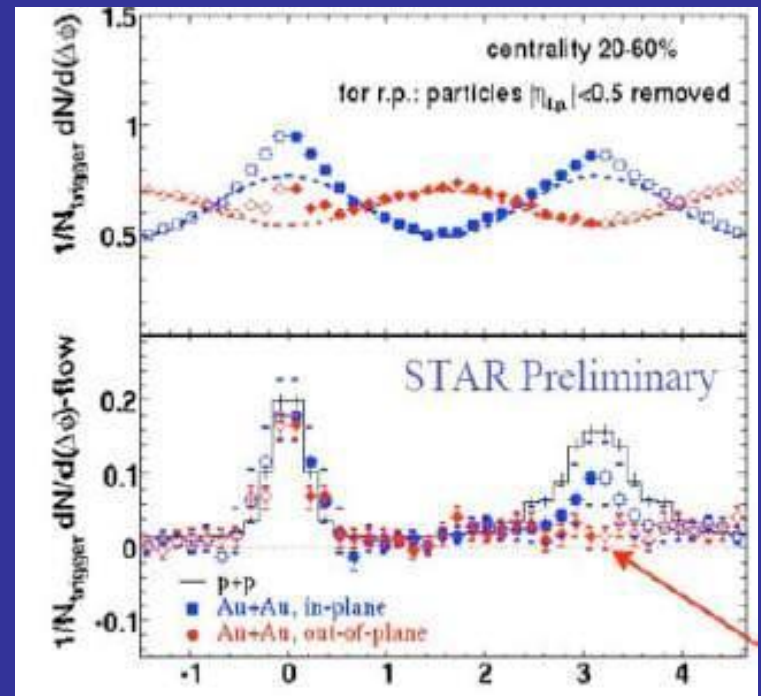 1.5
centrality 20-60%
for r.p.: particles |η|<0.5 removed
1
0.5
1/N_trigger dN/d(Δϕ)
STAR Preliminary
0.2
0.1
0
-0.1
1/N_trigger dN/d(Δϕ)-flow
p+p
Au+Au, in-plane
Au+Au, out-of-plane
-1 0 1 2 3 4